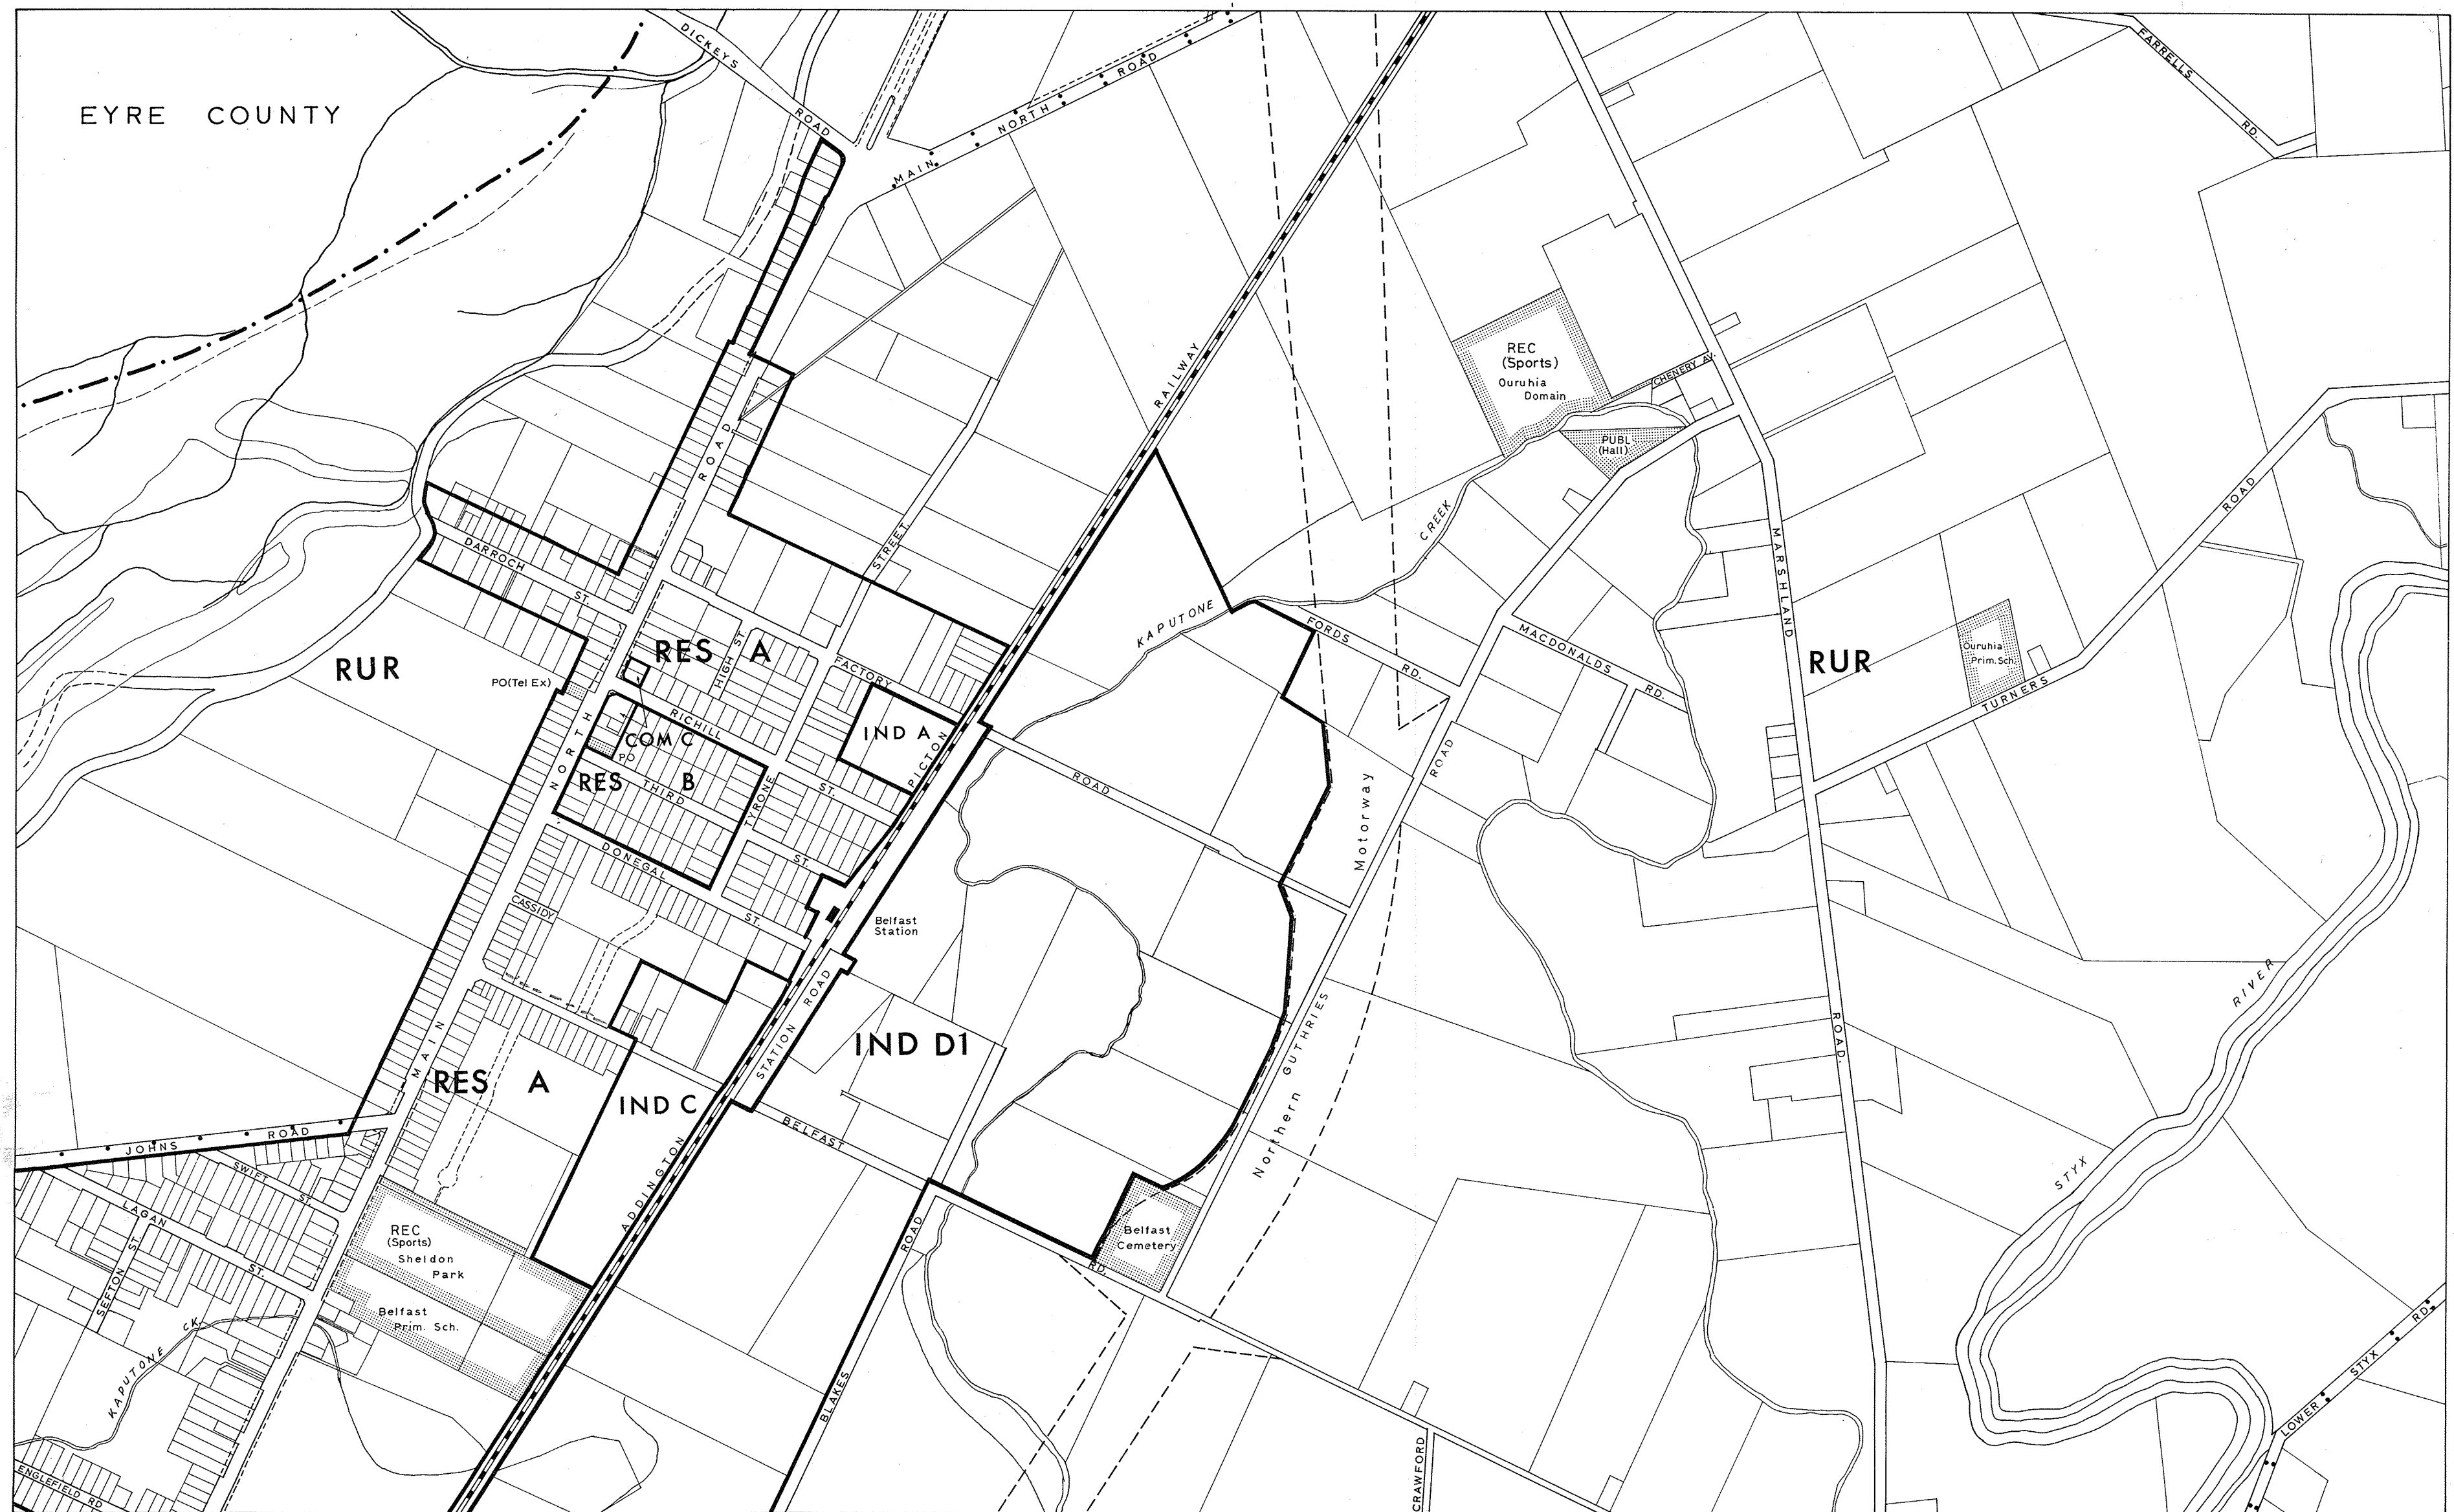 EYRE COUNTY
DICKEYS
ROAD
MAIN
NORTH
ROAD
FARRELLS
RD.
RAILWAY
REC
(Sports)
Ouruhia
Domain
CHENERY AV.
PUBL
(Hall)
CREEK
ROAD
ROAD
STREET
DARROCH
ST.
MARSHLAND
KAPUTONE
FORDS
RD.
MACDONALDS
RD.
RUR
RES A
HIGH ST.
FACTORY
PO(Tel Ex)
RUR
Ouruhia
Prim. Sch.
TURNERS
RICHILL
ST.
IND A
PICTON
NORTH
COM C
PO
RES B
THIRD
ST.
TYRONE
ROAD
ROAD
Motorway
DONEGAL
ST.
CASSIDY
Belfast
Station
RIVER
STATION ROAD
IND D1
GUTHRIES
ROAD.
MAIN
RES A
IND C
BELFAST
Northern
JOHNS ROAD
SWIFT
ST.
ADDINGTON
STYX
LAGAN
ST.
SEFTON ST.
REC
(Sports)
Sheldon
Park
Belfast
Cemetery
RD.
ROAD
Belfast
Prim. Sch.
KAPUTONE
CK.
BLAKES
LOWER STYX RD.
CRAWFORD
ENGLEFIELD RD